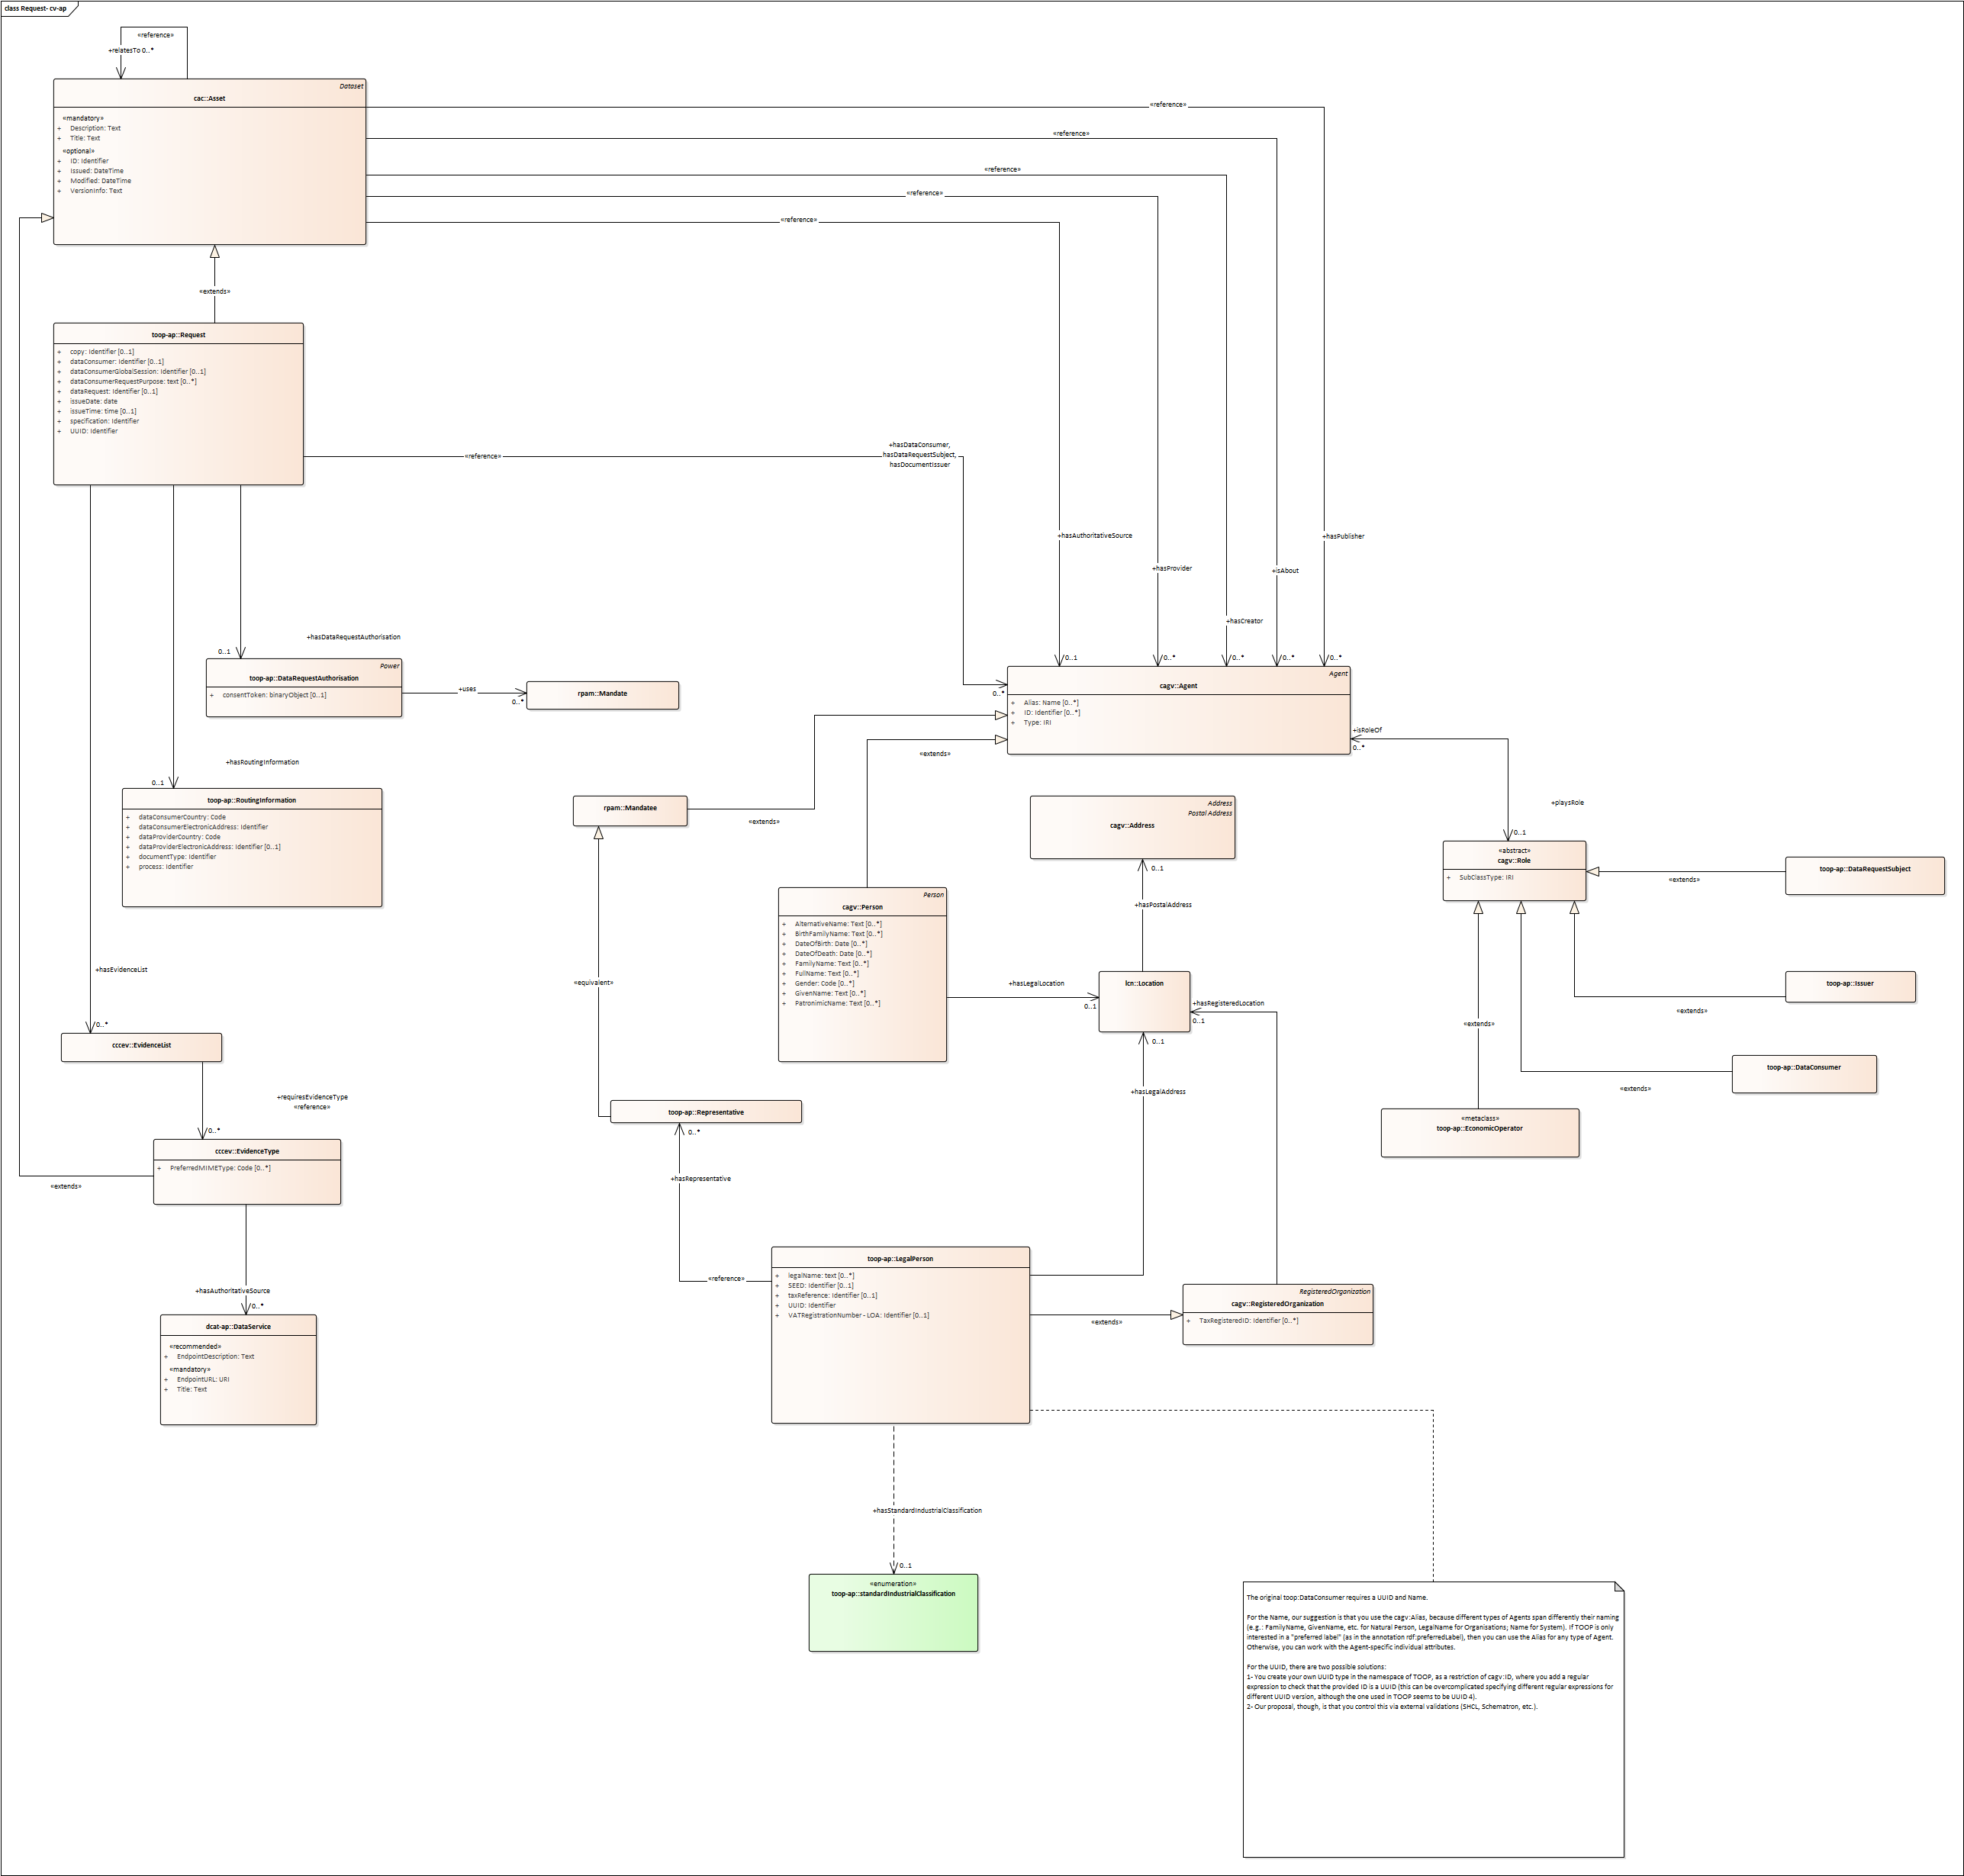 class Request- cv-ap
«reference»
+relatesTo 0..*
Dataset
cac::Asset
«mandatory»
+ Description: Text
+ Title: Text
«optional»
+ ID: Identifier
+ Issued: DateTime
+ Modified: DateTime
+ VersionInfo: Text
«reference»
«reference»
«reference»
«reference»
«reference»
«extends»
toop-ap::Request
+ copy: Identifier [0..1]
+ dataConsumer: Identifier [0..1]
+ dataConsumerGlobalSession: Identifier [0..1]
+ dataConsumerRequestPurpose: text [0..*]
+ dataRequest: Identifier [0..1]
+ issueDate: date
+ issueTime: time [0..1]
+ specification: Identifier
+ UUID: Identifier
«reference»
+hasDataConsumer,
hasDataRequestSubject,
hasDocumentIssuer
+hasAuthoritativeSource
+hasPublisher
+hasProvider
+isAbout
+hasCreator
+hasDataRequestAuthorisation
0..1
0..1
0..*
0..*
0..*
0..*
Power
toop-ap::DataRequestAuthorisation
+ consentToken: binaryObject [0..1]
+uses
0..*
rpam::Mandate
0..*
Agent
cagv::Agent
+ Alias: Name [0..*]
+ ID: Identifier [0..*]
+ Type: IRI
+isRoleOf
0..*
«extends»
+hasRoutingInformation
0..1
toop-ap::RoutingInformation
+ dataConsumerCountry: Code
+ dataConsumerElectronicAddress: Identifier
+ dataProviderCountry: Code
+ dataProviderElectronicAddress: Identifier [0..1]
+ documentType: Identifier
+ process: Identifier
rpam::Mandatee
«extends»
Address
Postal Address
cagv::Address
0..1
+playsRole
0..1
«abstract»
cagv::Role
+ SubClassType: IRI
toop-ap::DataRequestSubject
«extends»
Person
cagv::Person
+ AlternativeName: Text [0..*]
+ BirthFamilyName: Text [0..*]
+ DateOfBirth: Date [0..*]
+ DateOfDeath: Date [0..*]
+ FamilyName: Text [0..*]
+ FullName: Text [0..*]
+ Gender: Code [0..*]
+ GivenName: Text [0..*]
+ PatronimicName: Text [0..*]
+hasPostalAddress
+hasEvidenceList
«equivalent»
+hasLegalLocation
0..1
lcn::Location
+hasRegisteredLocation
0..1
0..1
toop-ap::Issuer
«extends»
«extends»
0..*
cccev::EvidenceList
toop-ap::DataConsumer
«extends»
+hasLegalAddress
+requiresEvidenceType
«reference»
0..*
toop-ap::Representative
0..*
«metaclass»
toop-ap::EconomicOperator
cccev::EvidenceType
+ PreferredMIMEType: Code [0..*]
«extends»
+hasRepresentative
«reference»
toop-ap::LegalPerson
+ legalName: text [0..*]
+ SEED: Identifier [0..1]
+ taxReference: Identifier [0..1]
+ UUID: Identifier
+ VATRegistrationNumber - LOA: Identifier [0..1]
+hasAuthoritativeSource
0..*
RegisteredOrganization
cagv::RegisteredOrganization
+ TaxRegisteredID: Identifier [0..*]
«extends»
dcat-ap::DataService
«recommended»
+ EndpointDescription: Text
«mandatory»
+ EndpointURL: URI
+ Title: Text
+hasStandardIndustrialClassification
0..1
«enumeration»
toop-ap::standardIndustrialClassification
The original toop:DataConsumer requires a UUID and Name.
For the Name, our suggestion is that you use the cagv:Alias, because different types of Agents span differently their naming
(e.g.: FamilyName, GivenName, etc. for Natural Person, LegalName for Organisations; Name for System). If TOOP is only
interested in a "preferred label" (as in the annotation rdf:preferredLabel), then you can use the Alias for any type of Agent.
Otherwise, you can work with the Agent-specific individual attributes.
For the UUID, there are two possible solutions:
1- You create your own UUID type in the namespace of TOOP, as a restriction of cagv:ID, where you add a regular
expression to check that the provided ID is a UUID (this can be overcomplicated specifying different regular expressions for
different UUID version, although the one used in TOOP seems to be UUID 4).
2- Our proposal, though, is that you control this via external validations (SHCL, Schematron, etc.).